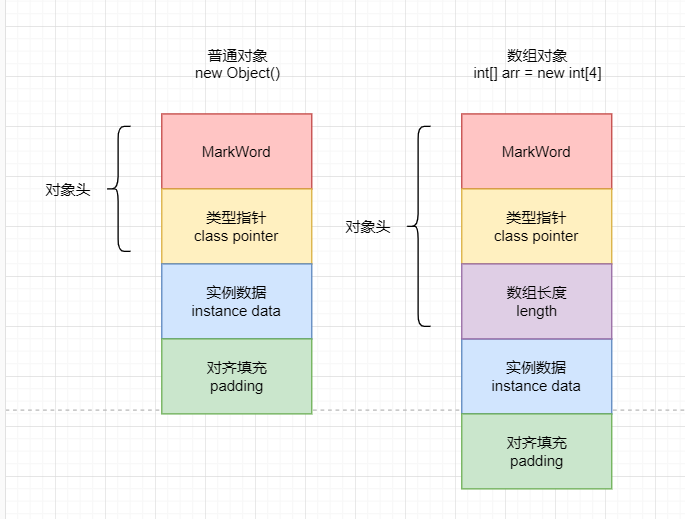 普通对象
new Object()
MarkWord
对象头
类型指针
class pointer
实例数据
instance data
对齐填充
padding
数组对象
int[] arr = new int[4]
MarkWord
对象头
类型指针
class pointer
数组长度
length
实例数据
instance data
对齐填充
padding